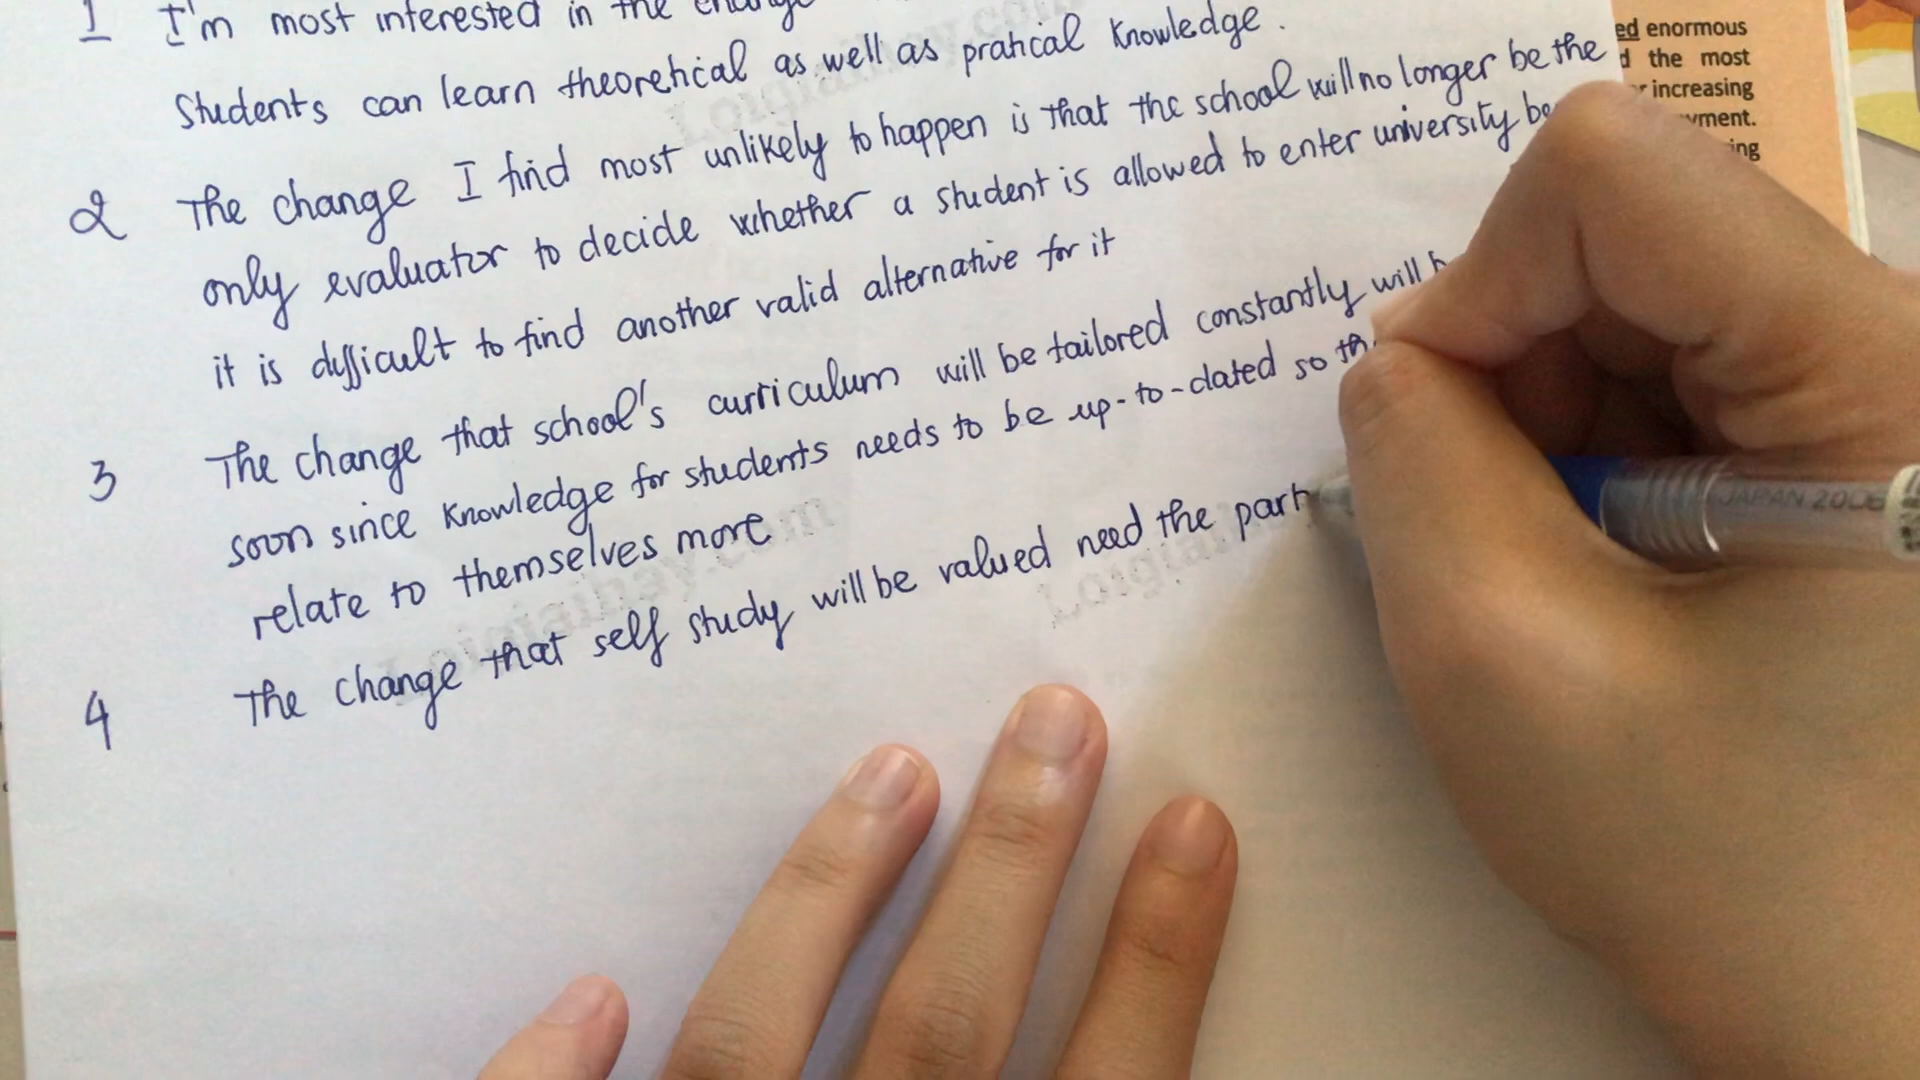 1 I'm most interested in the change
Students can learn theoretical as well as pratical knowledge.
2 The change I find most unlikely to happen is that the school will no longer be the
only evaluator to decide whether a student is allowed to enter university
it is difficult to find another valid alternative for it
3 The change that school's curriculum will be tailored constantly will
soon since knowledge for students needs to be up-to-dated so
relate to themselves more
4 The change that self study will be valued need the part
ed enormous
the most
increasing
JAPAN
Loigiaihay.com